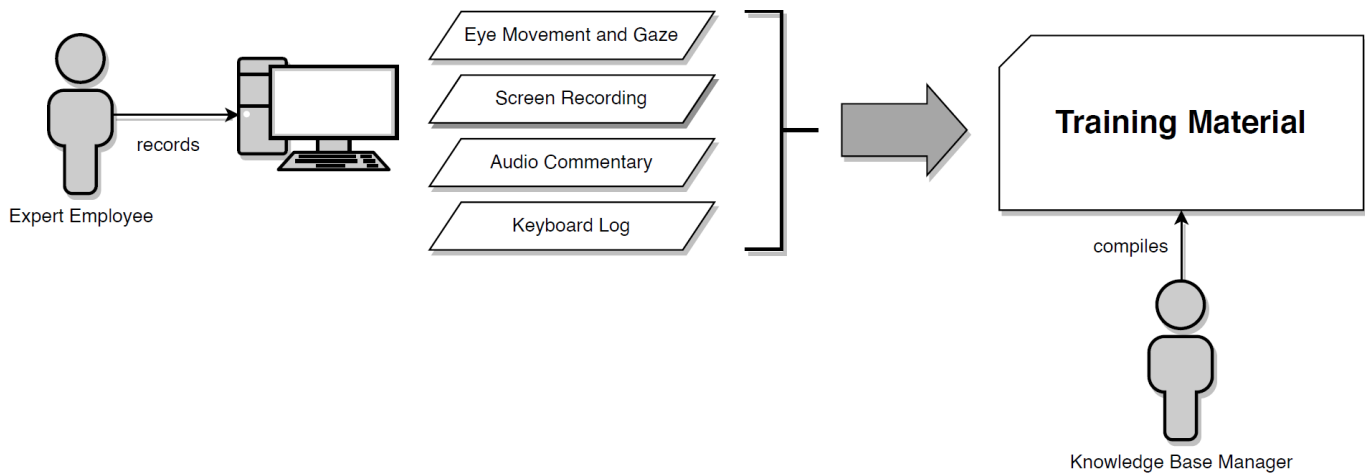 Eye Movement and Gaze
Screen Recording
Audio Commentary
Keyboard Log
records
Expert Employee
Training Material
compiles
Knowledge Base Manager